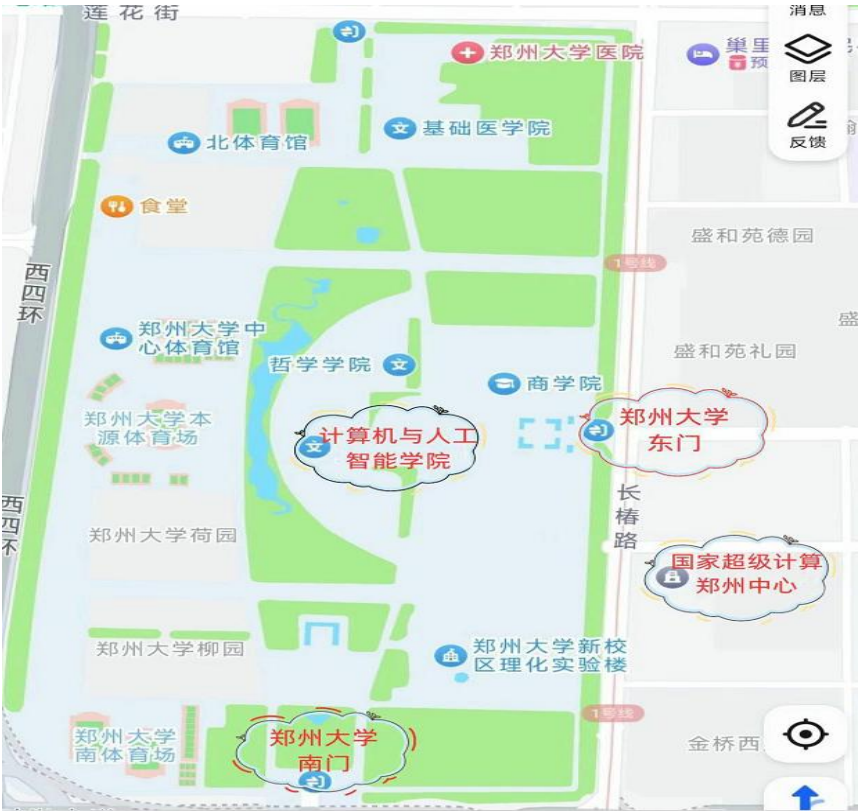 莲花街
消息
郑州大学医院
巢里
预
图层
反馈
北体育馆
基础医学院
食堂
盛和苑德园
1号线
西四环
郑州大学中
心体育馆
哲学学院
商学院
盛和苑礼园
盛
郑州大学本
源体育场
计算机与人工
智能学院
郑州大学
东门
长椿路
西四环
郑州大学荷园
国家超级计算
郑州中心
郑州大学柳园
郑州大学新校
区理化实验楼
1号线
郑州大学
南体育场
郑州大学
南门
金桥西